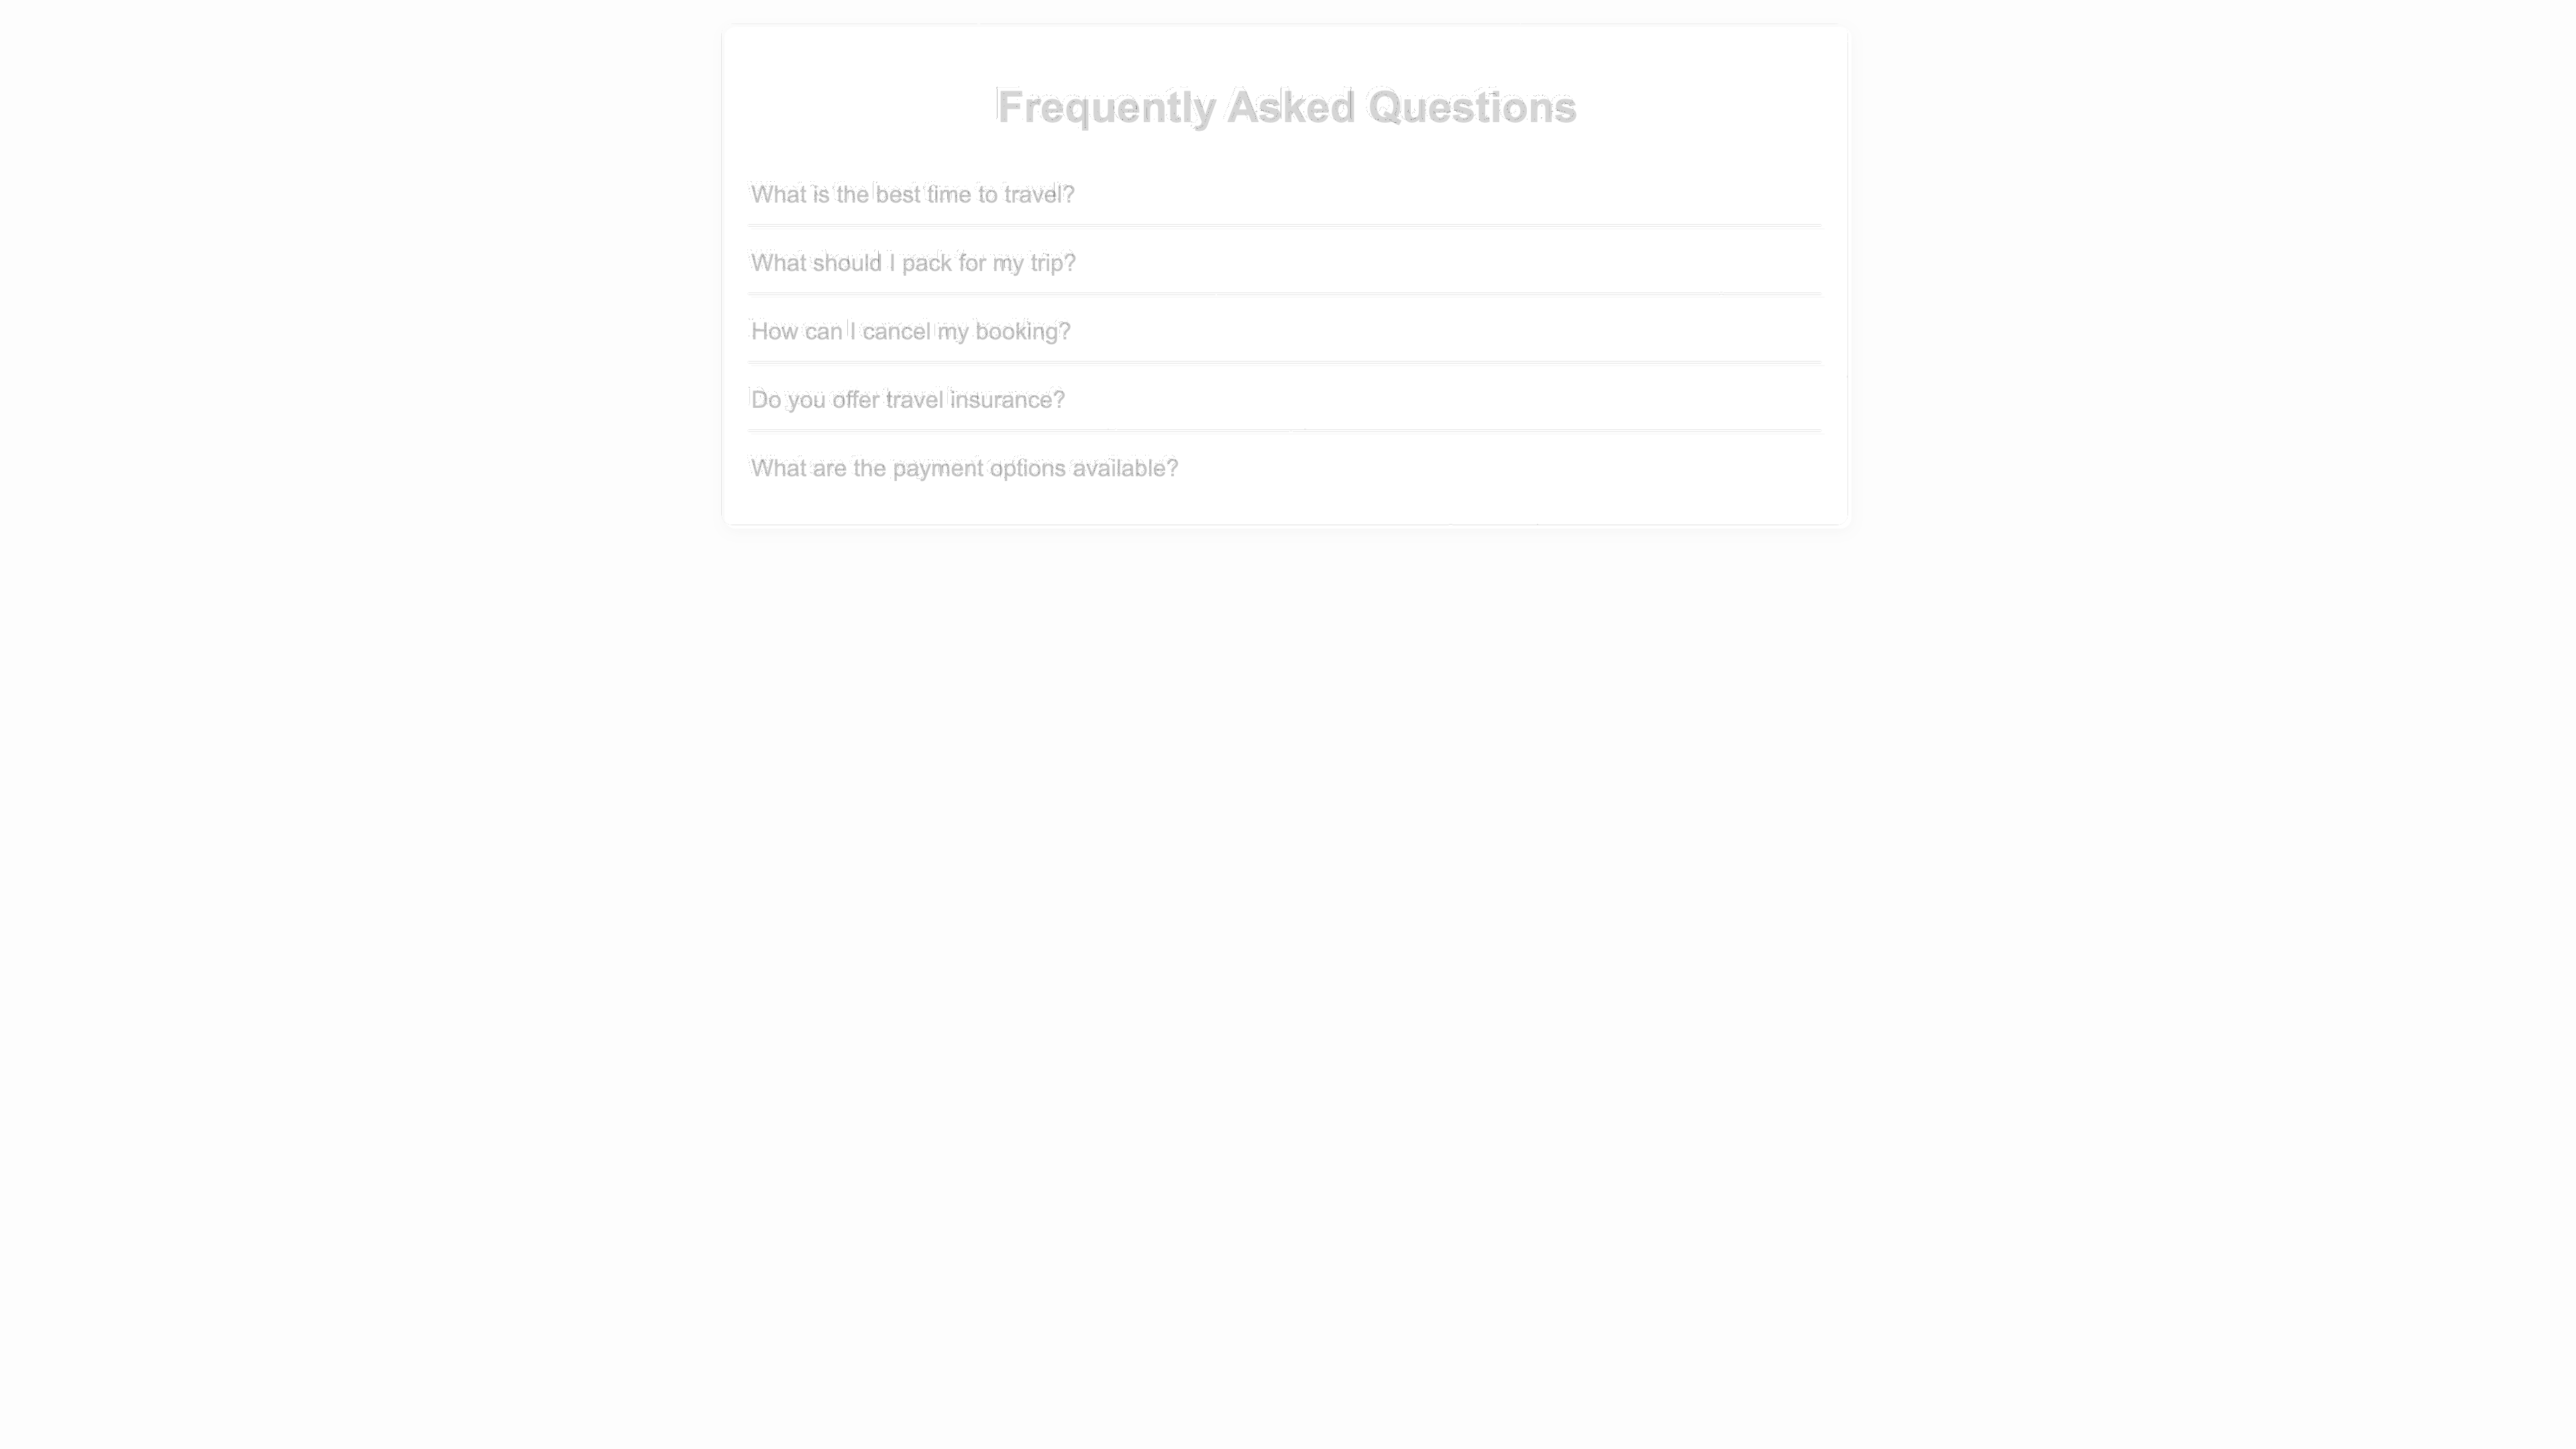 Frequently Asked Questions
What is the best time to travel?
What should I pack for my trip?
How can I cancel my booking?
Do you offer travel insurance?
What are the payment options available?